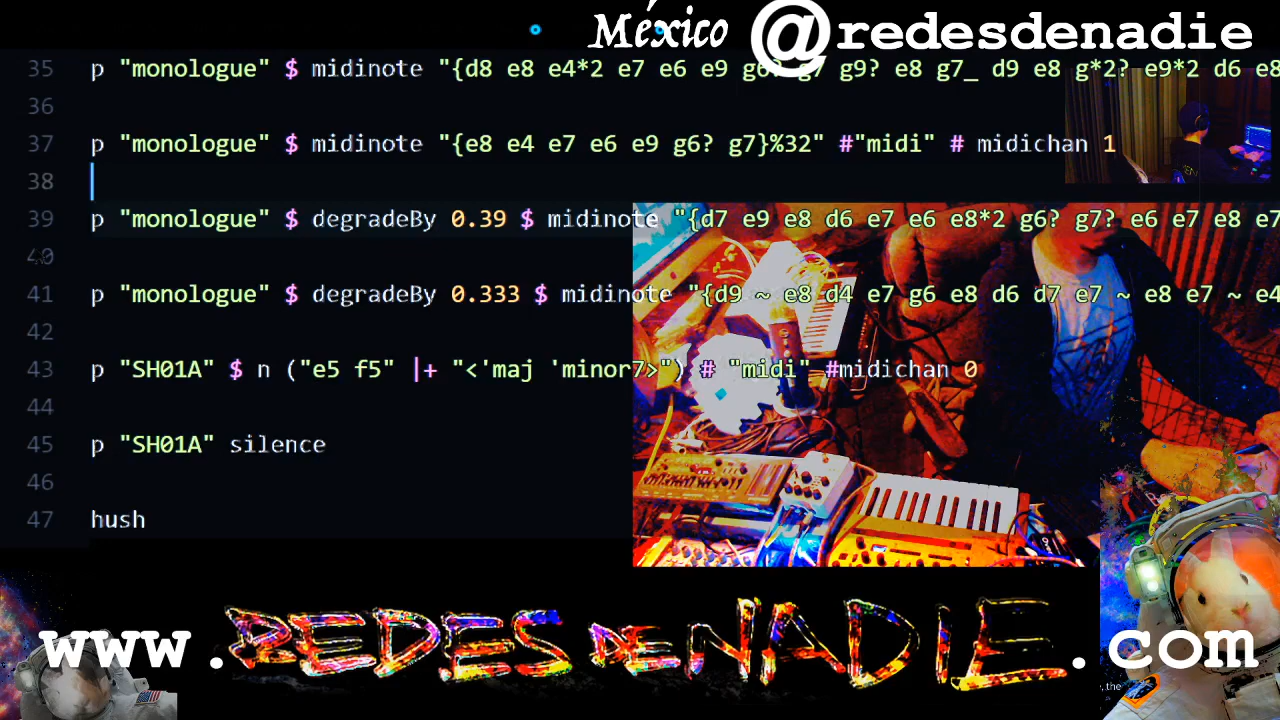 México @redesdenadie
35 p "monologue" $ midinote "{d8 e8 e4*2 e7 e6 e9 g6? g7 g9? e8 g7_ d9 e8 g*2? e9*2 d6 e8
36
37 p "monologue" $ midinote "{e8 e4 e7 e6 e9 g6? g7}%32" #"midi" # midichan 1
38
39 p "monologue" $ degradeBy 0.39 $ midinote "{d7 e9 e8 d6 e7 e6 e8*2 g6? g7? e6 e7 e8 e7
40
41 p "monologue" $ degradeBy 0.333 $ midinote "{d9 ~ e8 d4 e7 g6 e8 d6 d7 e7 ~ e8 e7 ~ e4
42
43 p "SH01A" $ n ("e5 f5" |+ "<'maj 'minor7>") # "midi" #midichan 0
44
45 p "SH01A" silence
46
47 hush
www.REDES DE NADIE.com
, the